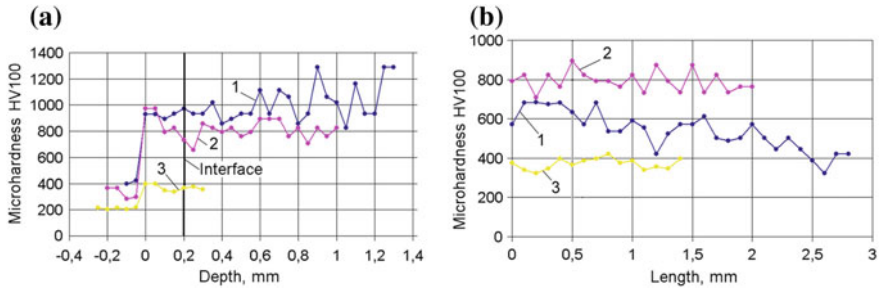 (a)
Microhardness HV100
1400
1200
1000
800
600
400
200
0
1
2
3
Interface
-0,4 -0,2 0 0,2 0,4 0,6 0,8 1 1,2 1,4
Depth, mm
(b)
Microhardness HV100
1000
800
600
400
200
0
2
1
3
0 0,5 1 1,5 2 2,5 3
Length, mm